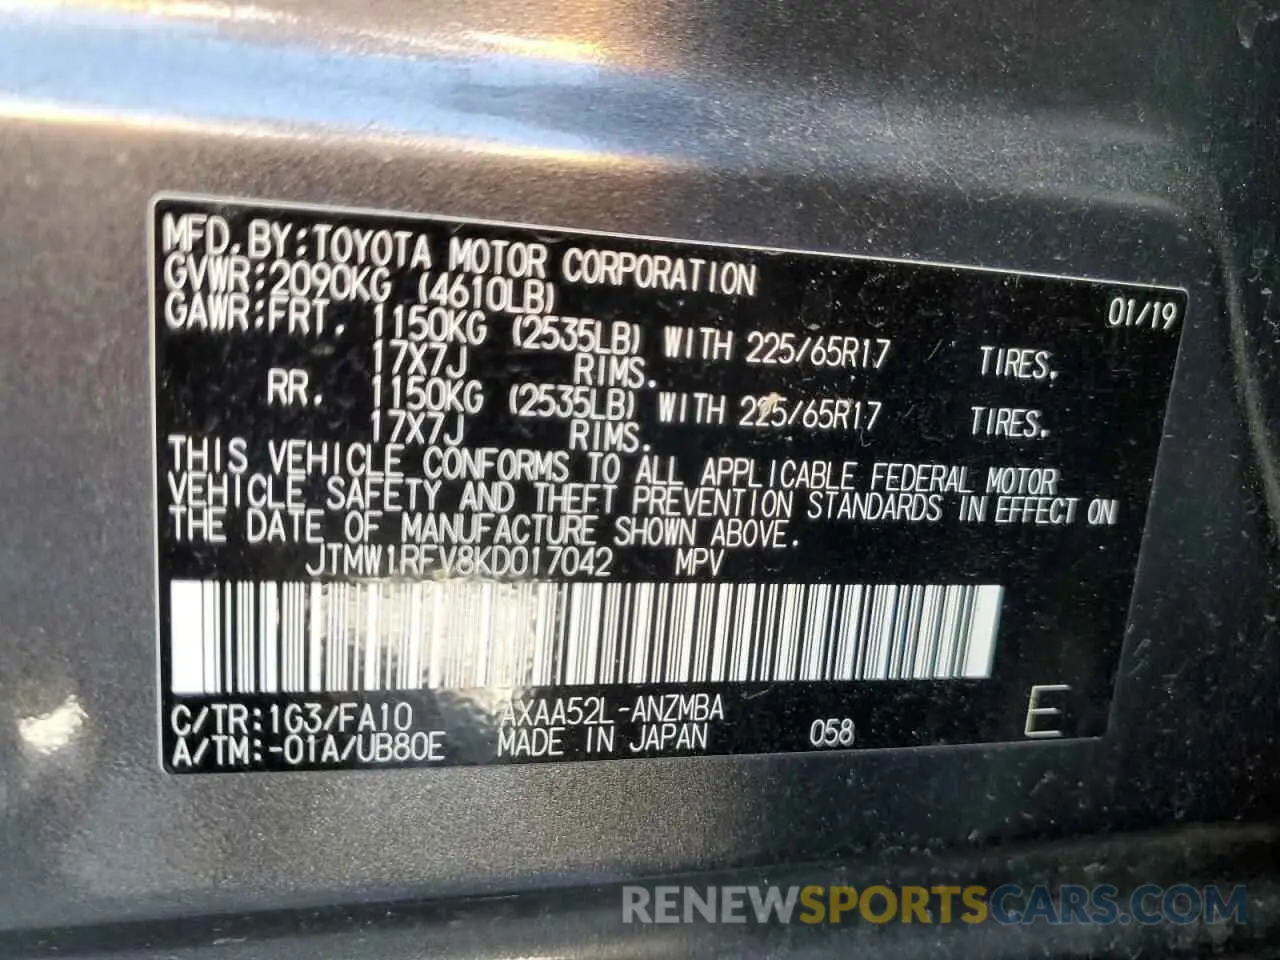 MFD. BY:TOYOTA MOTOR CORPORATION 01/19
GVWR:2090KG (4610LB)
GAWR:FRT. 1150KG (2535LB) WITH 225/65R17 TIRES,
17X7J RIMS.
RR. 1150KG (2535LB) WITH 225/65R17 TIRES,
17X7J RIMS.
THIS VEHICLE CONFORMS TO ALL APPLICABLE FEDERAL MOTOR
VEHICLE SAFETY AND THEFT PREVENTION STANDARDS IN EFFECT ON
THE DATE OF MANUFACTURE SHOWN ABOVE.
JTMW1RFV8KD017042 MPV
C/TR:1G3/FA10 AXAA52L-ANZMBA
A/TM:-01A/UB80E MADE IN JAPAN 058 E
RENEWSPORTSCARS.COM